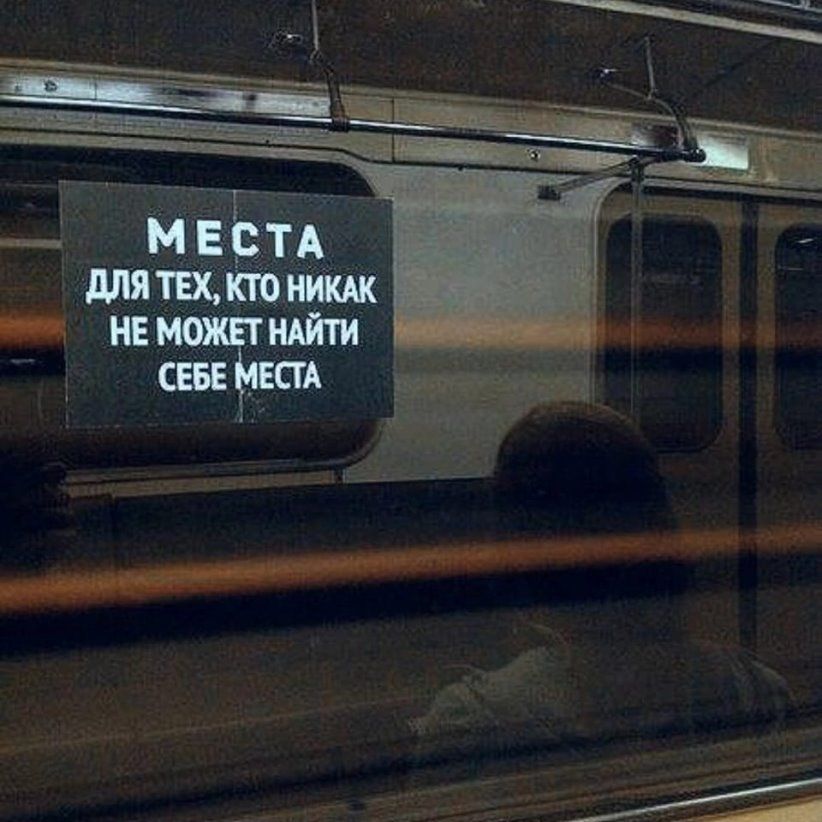 МЕСТА
ДЛЯ ТЕХ, КТО НИКАК
НЕ МОЖЕТ НАЙТИ
СЕБЕ МЕСТА